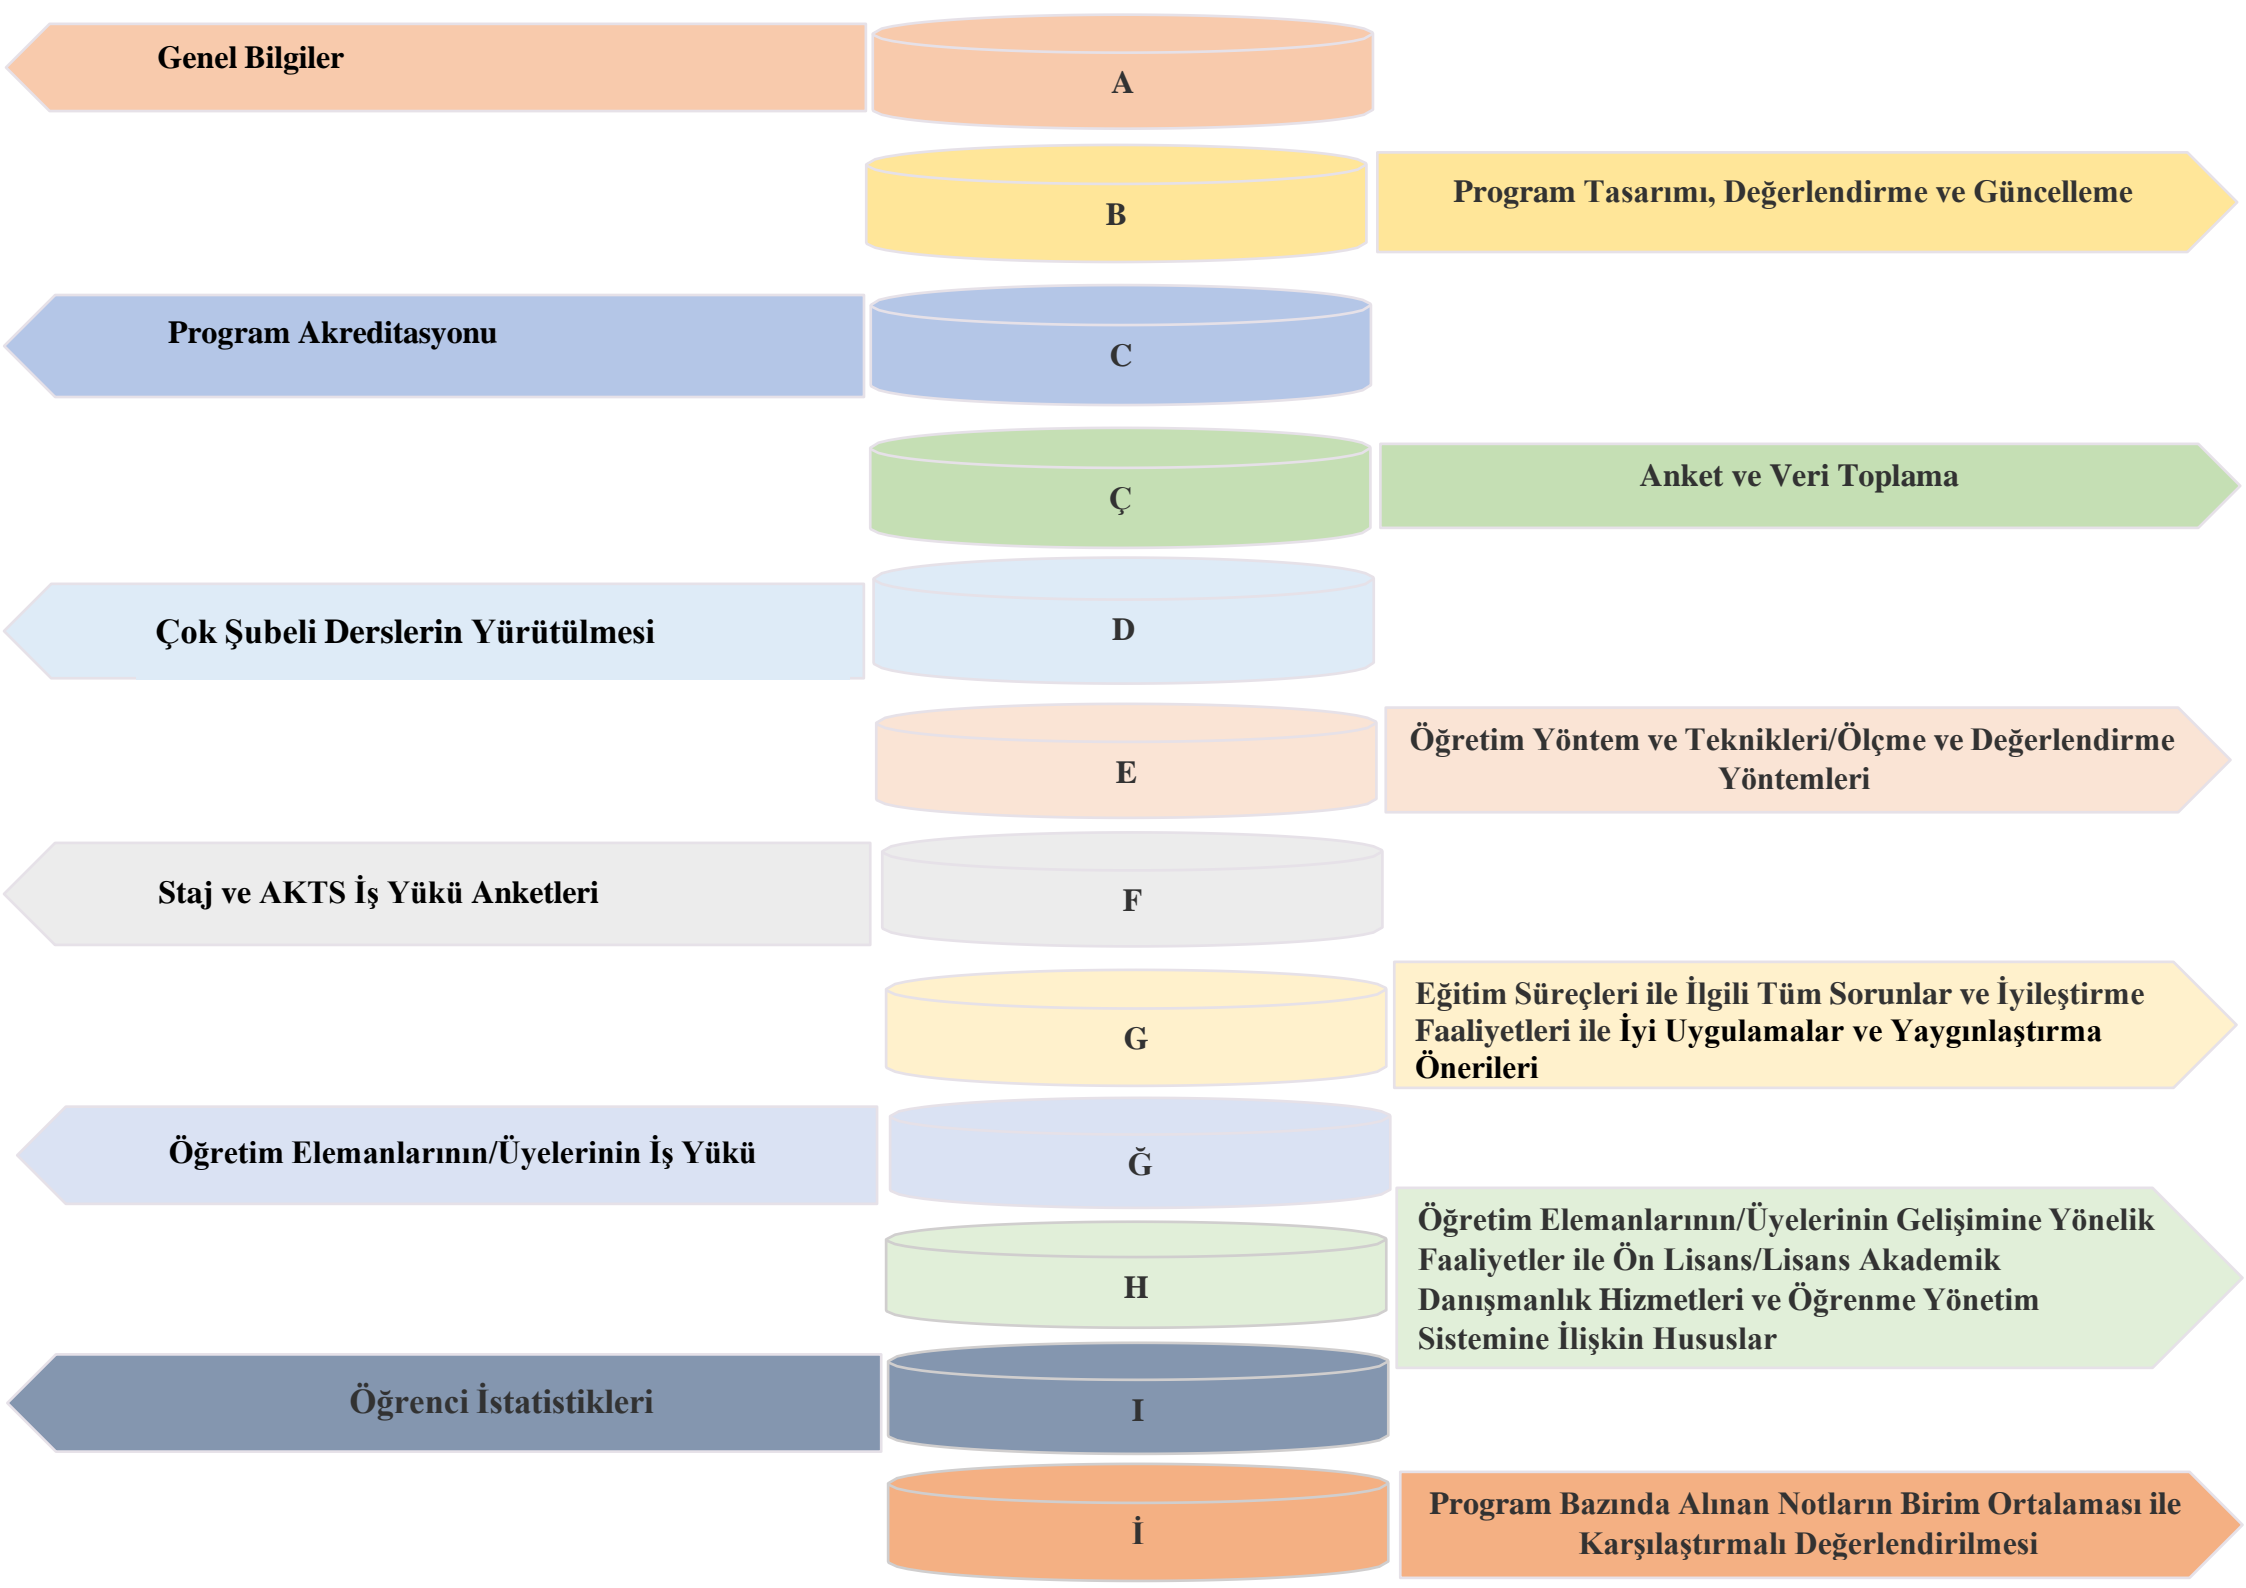 Genel Bilgiler
A
B
Program Tasarımı, Değerlendirme ve Güncelleme
Program Akreditasyonu
C
Ç
Anket ve Veri Toplama
Çok Şubeli Derslerin Yürütülmesi
D
E
Öğretim Yöntem ve Teknikleri/Ölçme ve Değerlendirme
Yöntemleri
Staj ve AKTS İş Yükü Anketleri
F
G
Eğitim Süreçleri ile İlgili Tüm Sorunlar ve İyileştirme
Faaliyetleri ile İyi Uygulamalar ve Yaygınlaştırma
Önerileri
Öğretim Elemanlarının/Üyelerinin İş Yükü
Ğ
H
Öğretim Elemanlarının/Üyelerinin Gelişimine Yönelik
Faaliyetler ile Ön Lisans/Lisans Akademik
Danışmanlık Hizmetleri ve Öğrenme Yönetim
Sistemine İlişkin Hususlar
Öğrenci İstatistikleri
I
İ
Program Bazında Alınan Notların Birim Ortalaması ile
Karşılaştırmalı Değerlendirilmesi